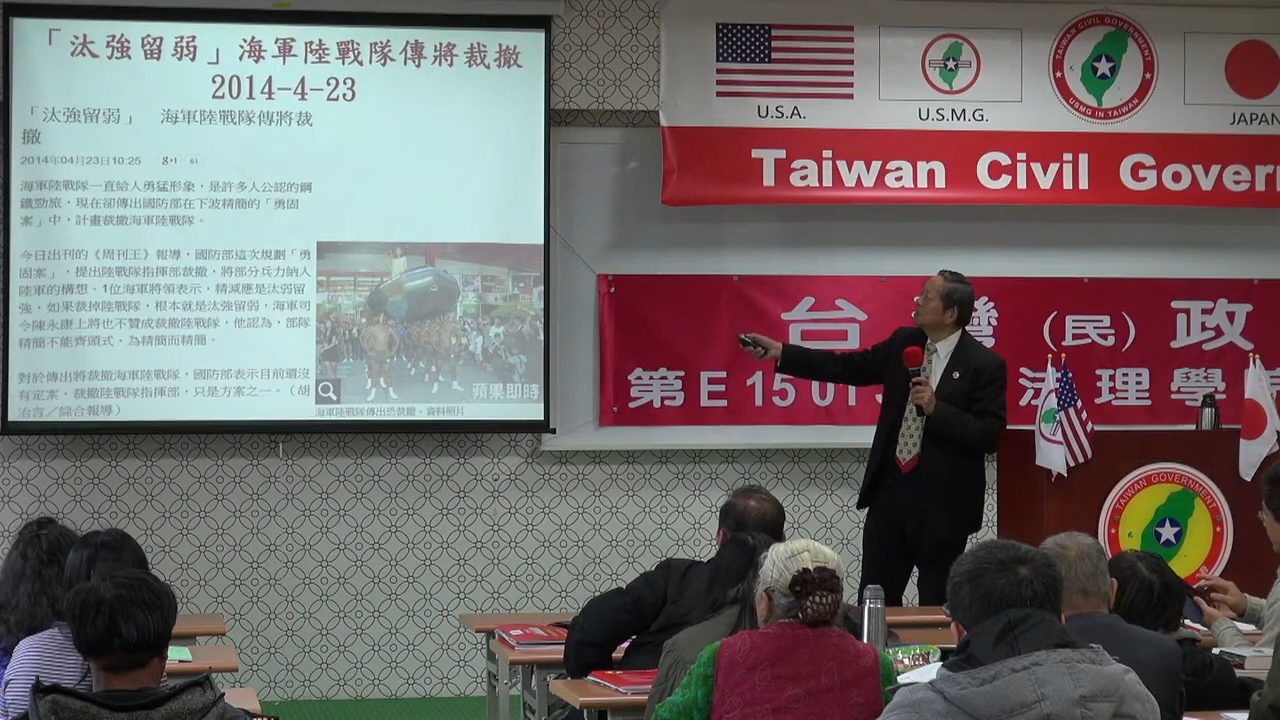 「汰強留弱」海軍陸戰隊傳將裁撤
2014-4-23
「汰強留弱」 海軍陸戰隊傳將裁
撤
2014年04月23日10:25 g+1 61
海軍陸戰隊一直給人勇猛形象，是許多人公認的鋼
鐵勁旅，現在卻傳出國防部在下波精簡的「勇固
案」中，計畫裁撤海軍陸戰隊。
今日出刊的《周刊王》報導，國防部這次規劃「勇
固案」，提出陸戰隊指揮部裁撤，將部分兵力納入
陸軍的構想。1位海軍將領表示，精減應是汰弱留
強，如果裁掉陸戰隊，根本就是汰強留弱，海軍司
令陳永康上將也不贊成裁撤陸戰隊，他認為，部隊
精簡不能齊頭式、為精簡而精簡。
對於傳出將裁撤海軍陸戰隊，國防部表示目前還沒
有定案，裁撤陸戰隊指揮部，只是方案之一。（胡
治言／綜合報導）
蘋果即時
海軍陸戰隊傳出恐裁撤。資料照片
U.S.A.
U.S.M.G.
TAIWAN CIVIL GOVERNMENT
USMG IN TAIWAN
JAPAN
Taiwan Civil Govern
台灣（民）政
第E1501 法理學
TAIWAN GOVERNMENT